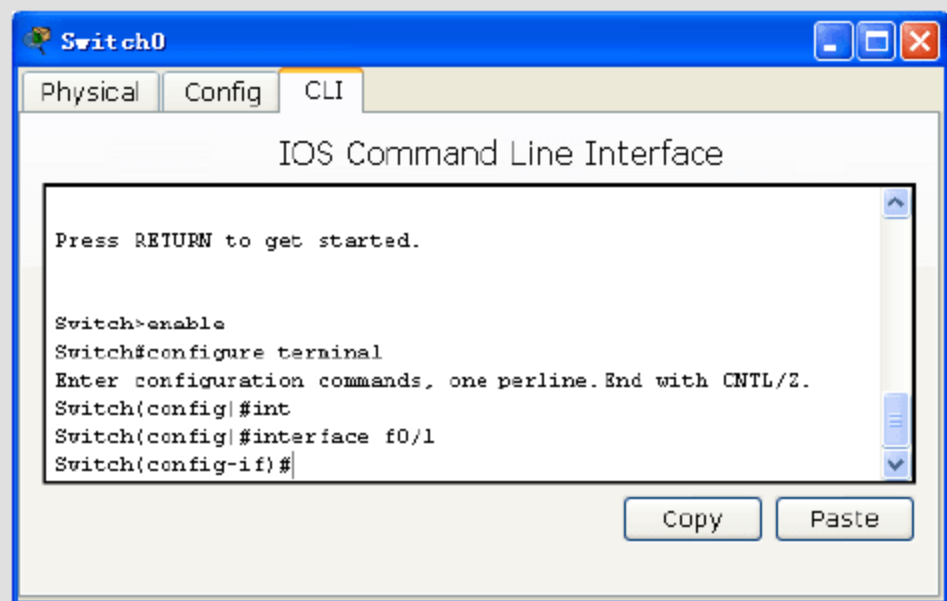 Switch0
Physical Config CLI
IOS Command Line Interface
Press RETURN to get started.
Switch>enable
Switch#configure terminal
Enter configuration commands, one perline.End with CNTL/Z.
Switch(config|#int
Switch(config|#interface f0/1
Switch(config-if)#
Copy Paste